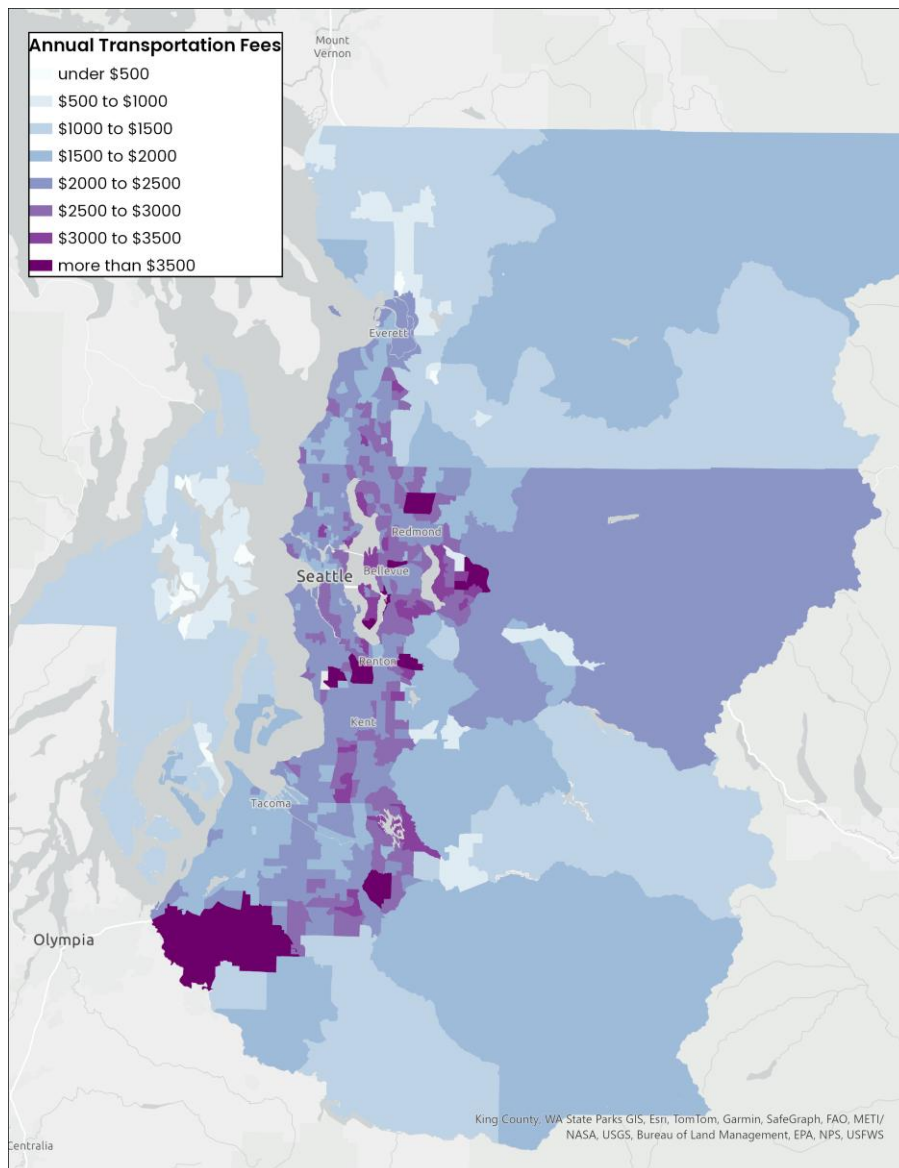 Annual Transportation Fees
under $500
$500 to $1000
$1000 to $1500
$1500 to $2000
$2000 to $2500
$2500 to $3000
$3000 to $3500
more than $3500
Mount
Vernon
Everett
Redmond
Seattle
Bellevue
Renton
Kent
Tacoma
Olympia
Centralia
King County, WA State Parks GIS, Esri, TomTom, Garmin, SafeGraph, FAO, METI/
NASA, USGS, Bureau of Land Management, EPA, NPS, USFWS